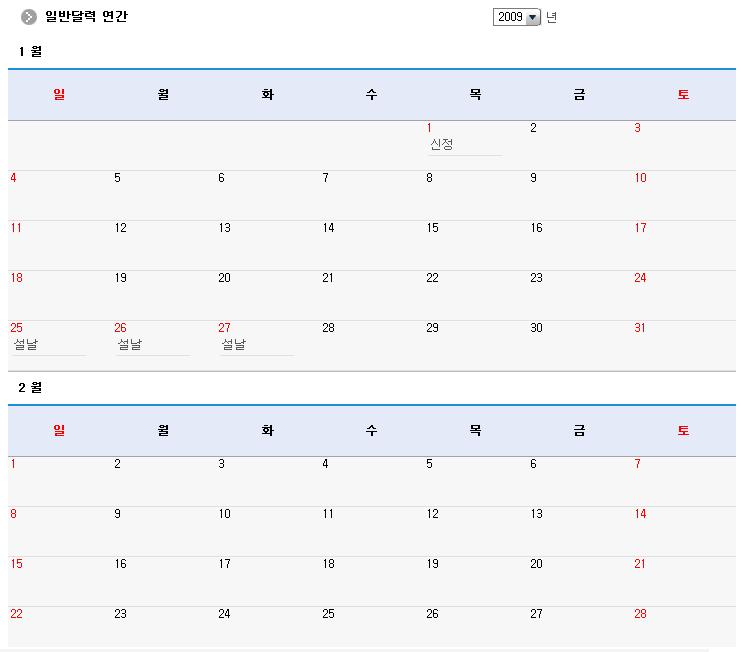 일반달력 연간 2009 년
1 월
일 월 화 수 목 금 토
1 2 3
신정
4 5 6 7 8 9 10
11 12 13 14 15 16 17
18 19 20 21 22 23 24
25 26 27 28 29 30 31
설날 설날 설날
2 월
일 월 화 수 목 금 토
1 2 3 4 5 6 7
8 9 10 11 12 13 14
15 16 17 18 19 20 21
22 23 24 25 26 27 28